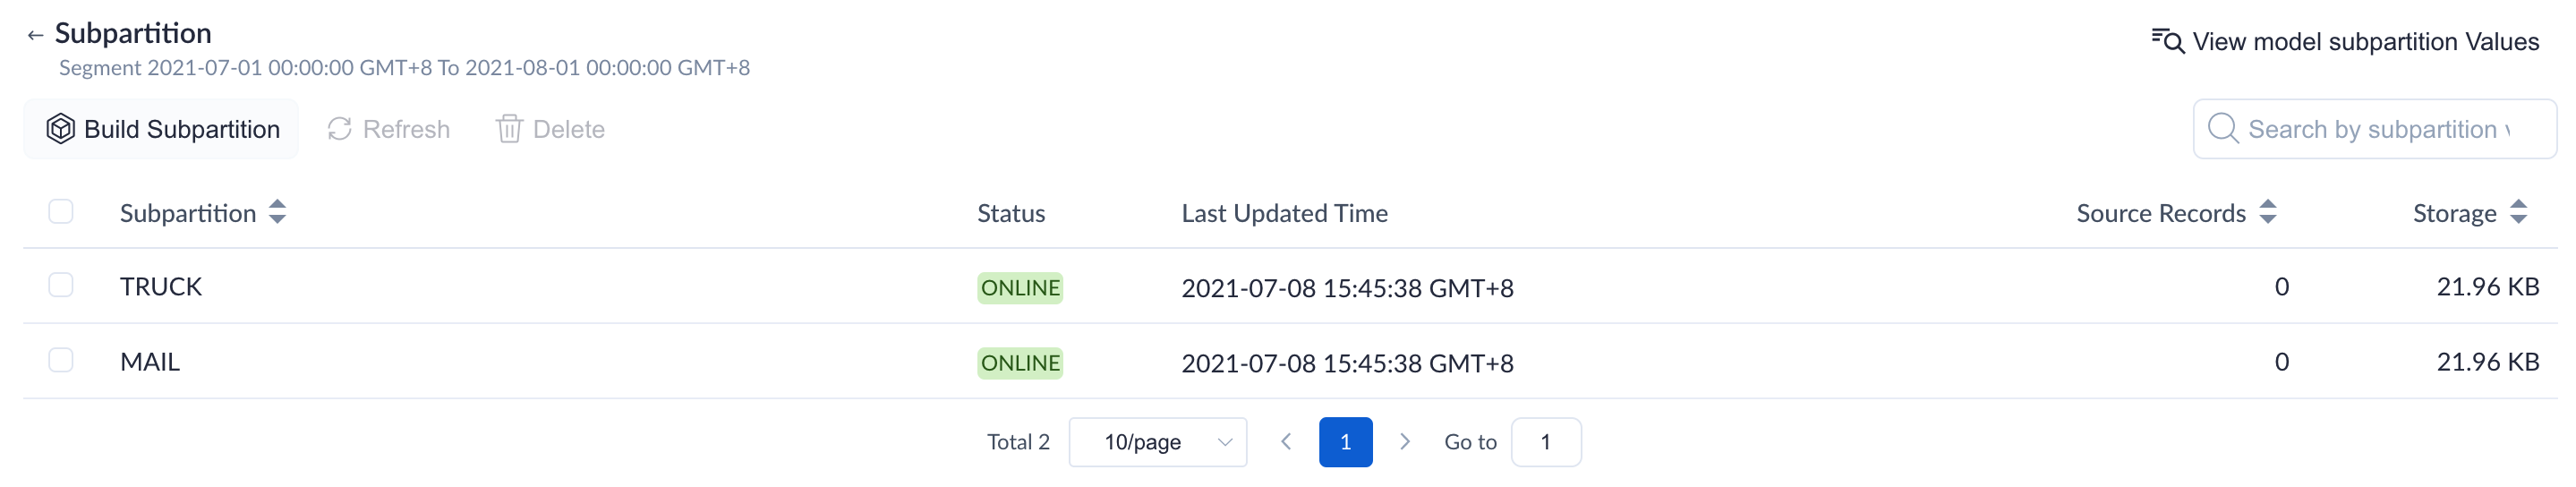 ← Subpartition
Segment 2021-07-01 00:00:00 GMT+8 To 2021-08-01 00:00:00 GMT+8
View model subpartition Values
Build Subpartition Refresh Delete
Search by subpartition
Subpartition Status Last Updated Time Source Records Storage
TRUCK ONLINE 2021-07-08 15:45:38 GMT+8 0 21.96 KB
MAIL ONLINE 2021-07-08 15:45:38 GMT+8 0 21.96 KB
Total 2 10/page 1 Go to 1